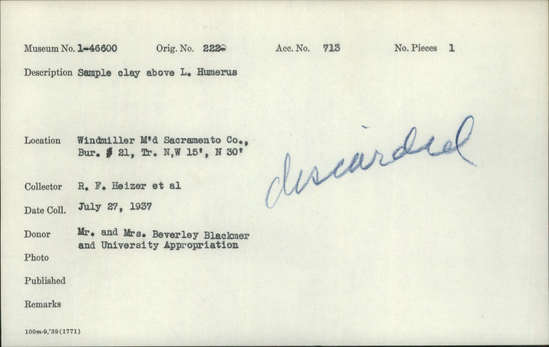 Museum No. 1-46600 Orig. No. 2222 Acc. No. 713 No. Pieces 1
Description Sample clay above L. Humerus
Location Windmiller M'd Sacramento Co.,
Bur. # 21, Tr. N,W 15', N 30'
discarded
Collector R. F. Heizer et al
Date Coll. July 27, 1937
Donor Mr. and Mrs. Beverley Blackmer
and University Appropriation
Photo
Published
Remarks
100m-9,'39(1771)